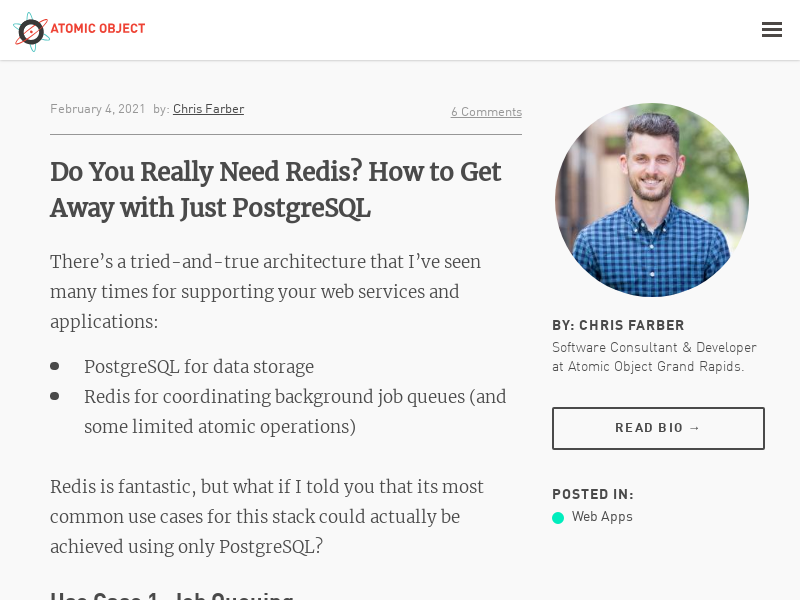 ATOMIC OBJECT
February 4, 2021 by: Chris Farber
6 Comments
Do You Really Need Redis? How to Get
Away with Just PostgreSQL
There’s a tried-and-true architecture that I’ve seen
many times for supporting your web services and
applications:
PostgreSQL for data storage
Redis for coordinating background job queues (and
some limited atomic operations)
Redis is fantastic, but what if I told you that its most
common use cases for this stack could actually be
achieved using only PostgreSQL?
Use Case 1. Job Queuing
BY: CHRIS FARBER
Software Consultant & Developer
at Atomic Object Grand Rapids.
READ BIO →
POSTED IN:
Web Apps